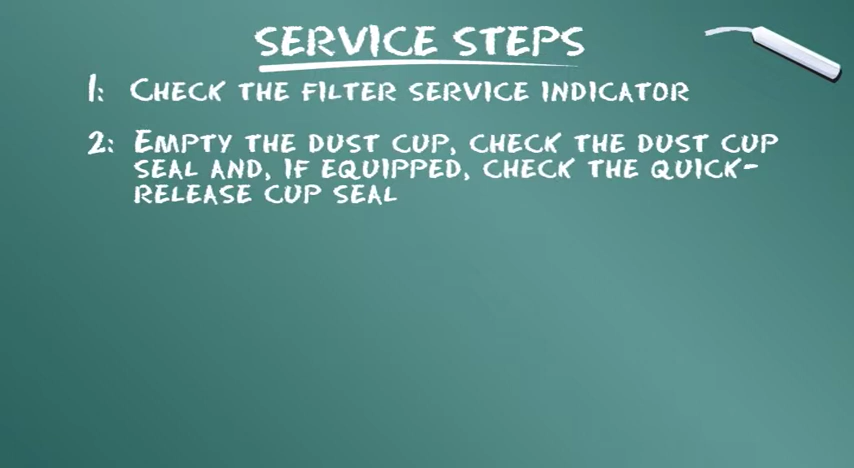 SERVICE STEPS
1: CHECK THE FILTER SERVICE INDICATOR
2: EMPTY THE DUST CUP, CHECK THE DUST CUP
SEAL AND, IF EQUIPPED, CHECK THE QUICK-
RELEASE CUP SEAL